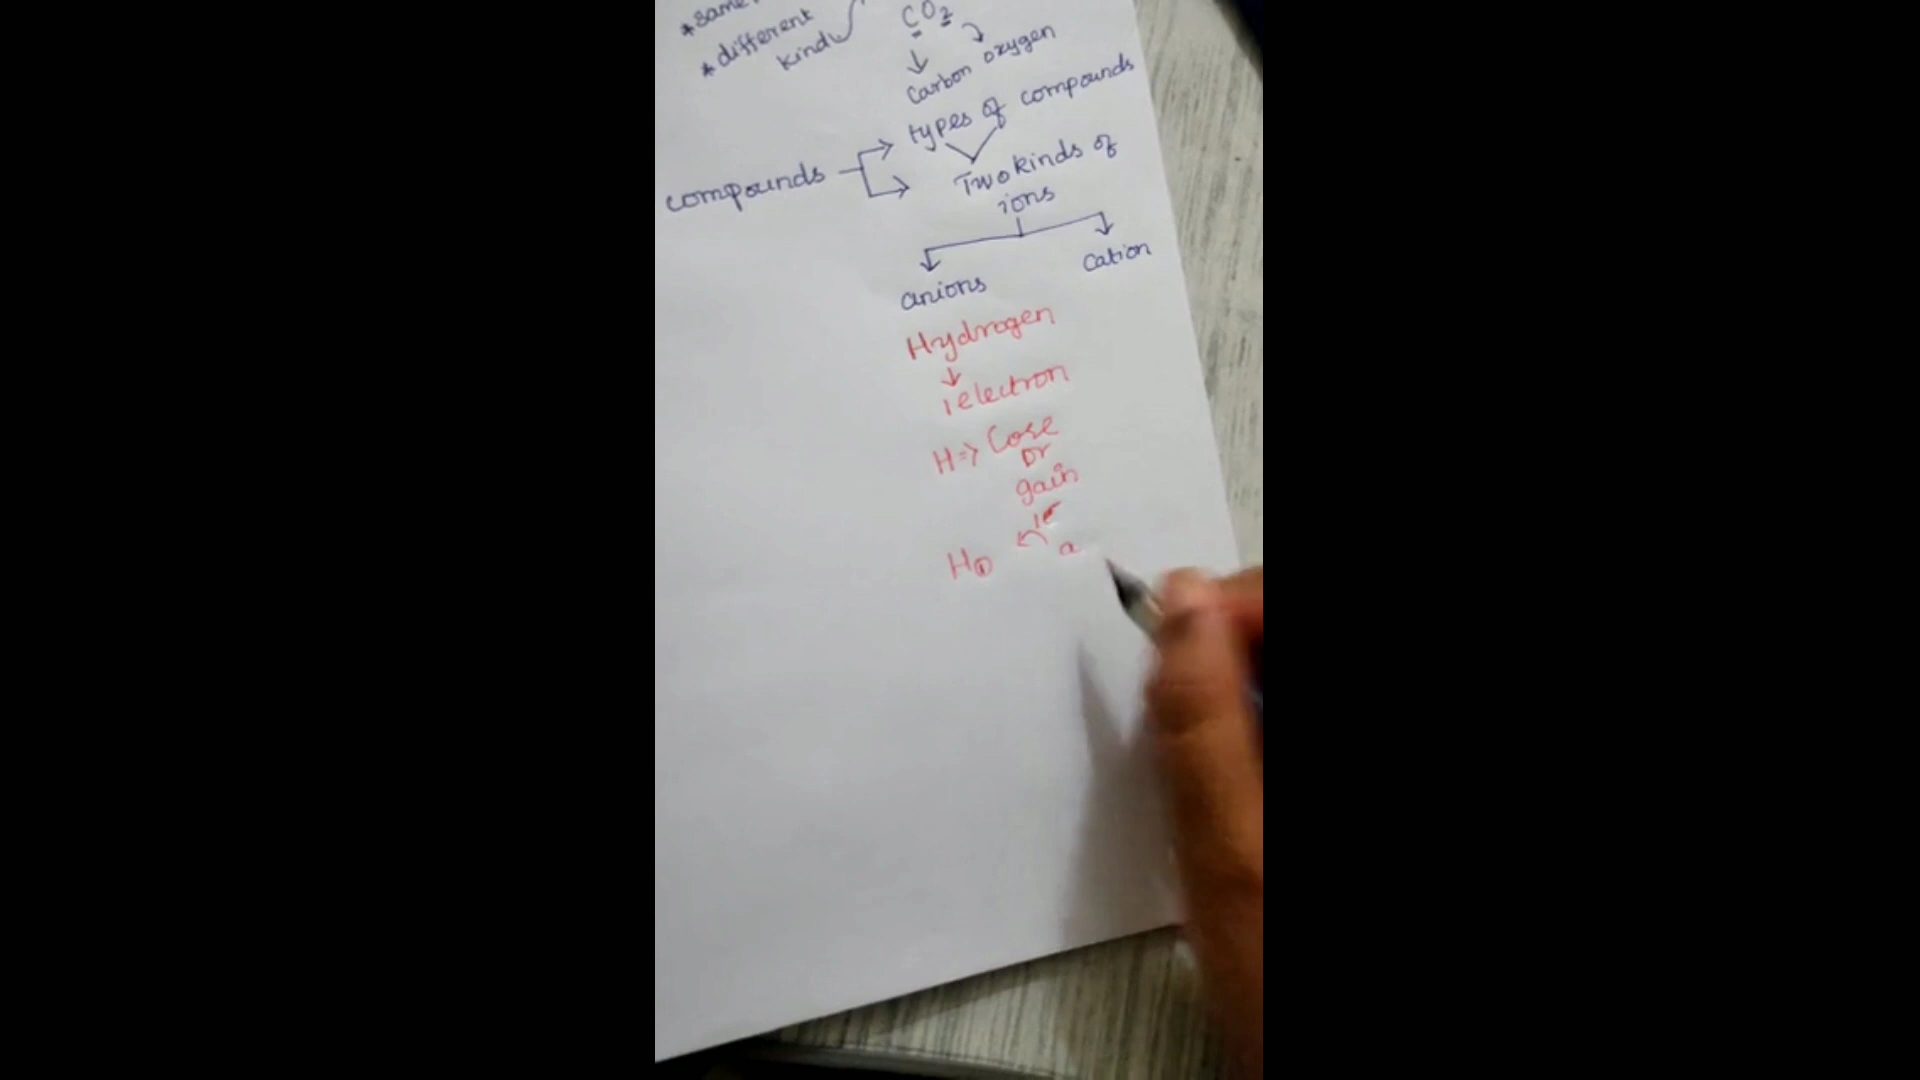 *same
*different
kind
CO2
Carbon oxygen
types of compounds
compounds
Two kinds of
ions
anions
Cation
Hydrogen
1 electron
H => Lose
or
gain
1e
H
a